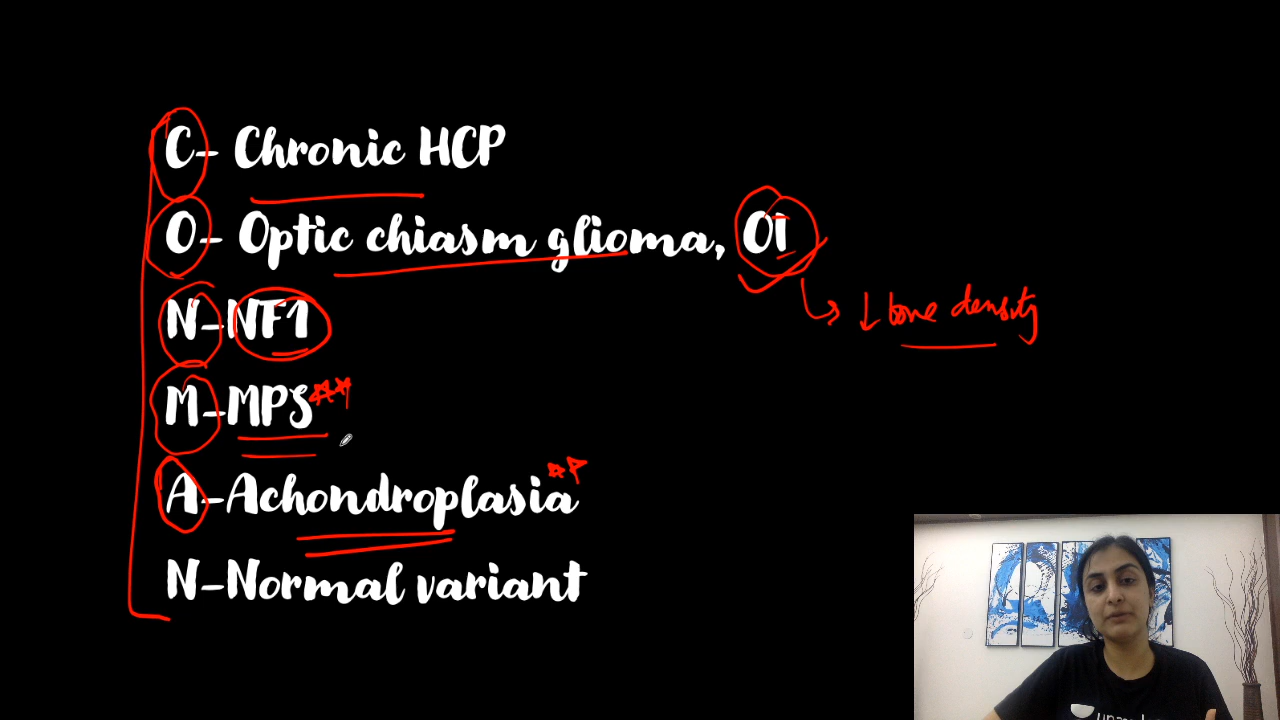 C- Chronic HCP
O- Optic chiasm glioma, OI
↓ bone density
N-NF1
M-MPS**
A-Achondroplasia**
N-Normal variant